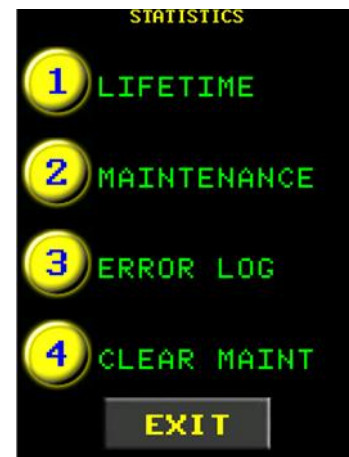 STATISTICS
1 LIFETIME
2 MAINTENANCE
3 ERROR LOG
4 CLEAR MAINT
EXIT